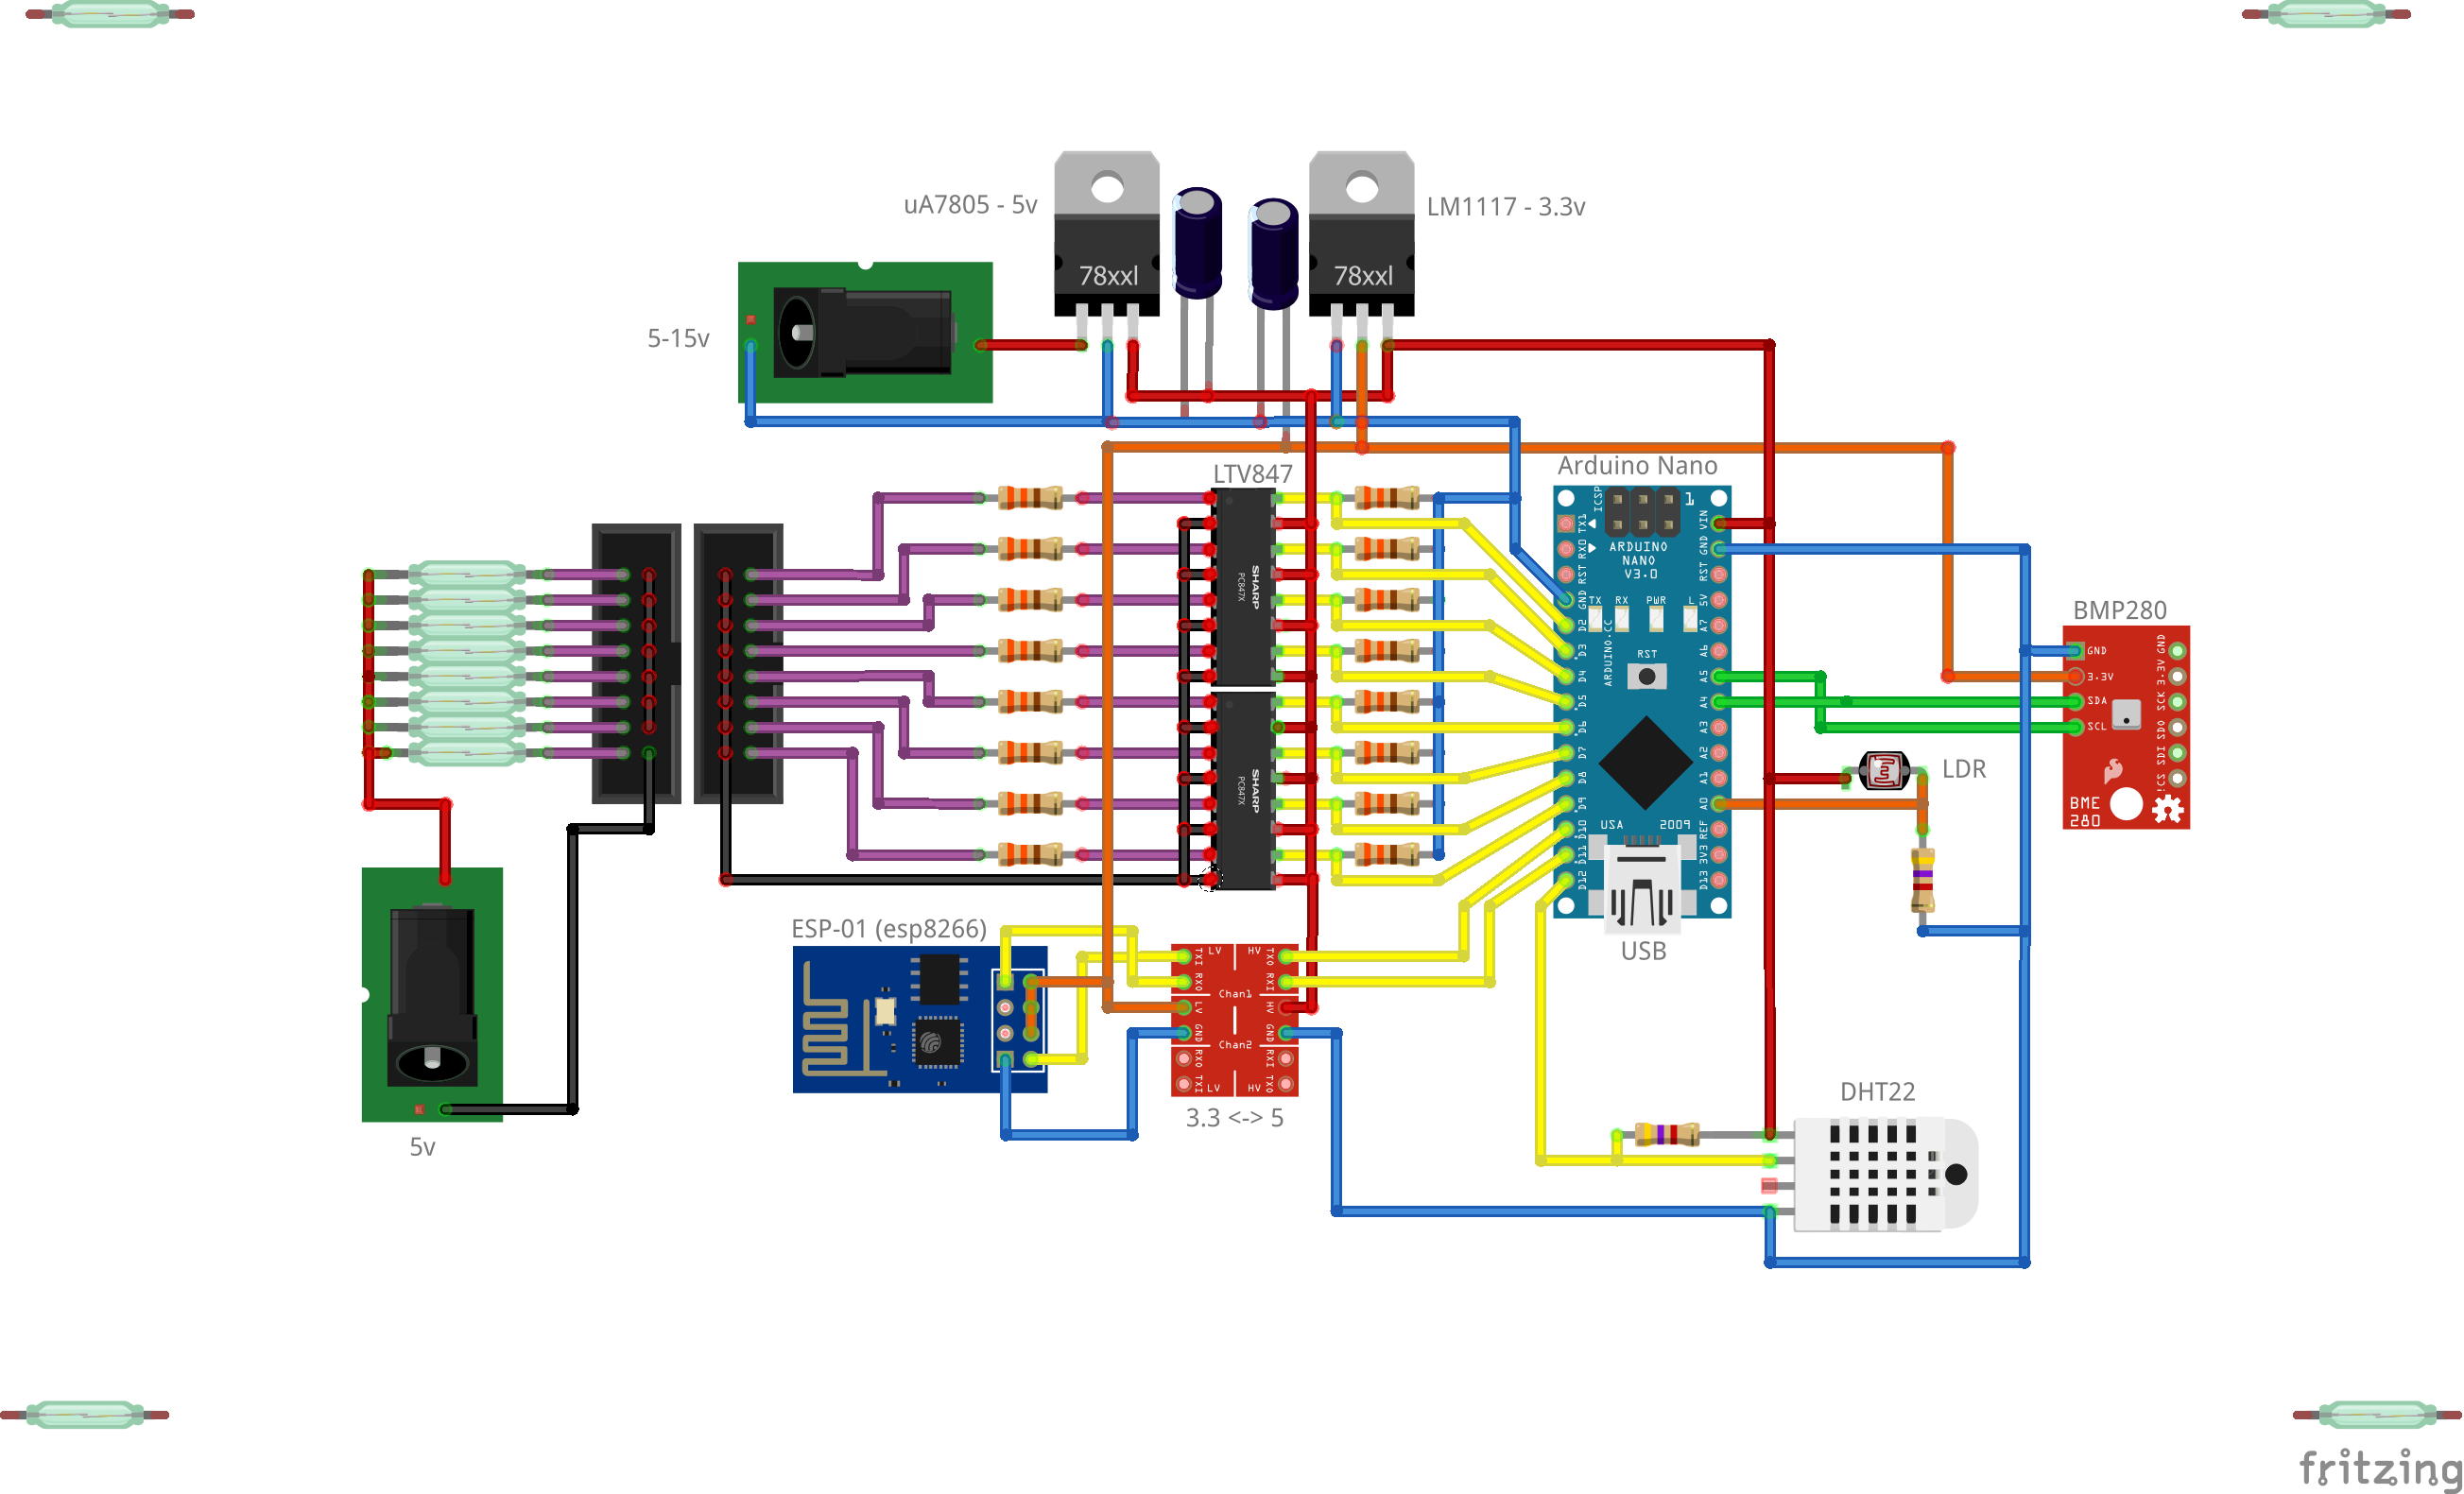 uA7805 - 5v
LM1117 - 3.3v
78xxl
78xxl
5-15v
LTV847
Arduino Nano
ICSP
1
TX1
RX0
RST
GND
D2
D3
D4
D5
D6
D7
D8
D9
D10
D11
D12
ARDUINO
NANO
V3.0
TX
RX
PWR
L
RST
ARDUINO.CC
USA
2009
VIN
GND
RST
5V
A7
A6
A5
A4
A3
A2
A1
A0
REF
3V3
D13
USB
SHARP
PC847X
SHARP
PC847X
BMP280
GND
3.3V
SDA
SCL
GND
3.3V
SCK
SDO
SDI
!CS
BME
280
LDR
ESP-01 (esp8266)
LV
HV
TXI
RXO
LV
GND
RXO
TXI
TXO
RXI
HV
GND
RXI
TXO
Chan1
Chan2
LV
HV
3.3 <-> 5
5v
DHT22
fritzing